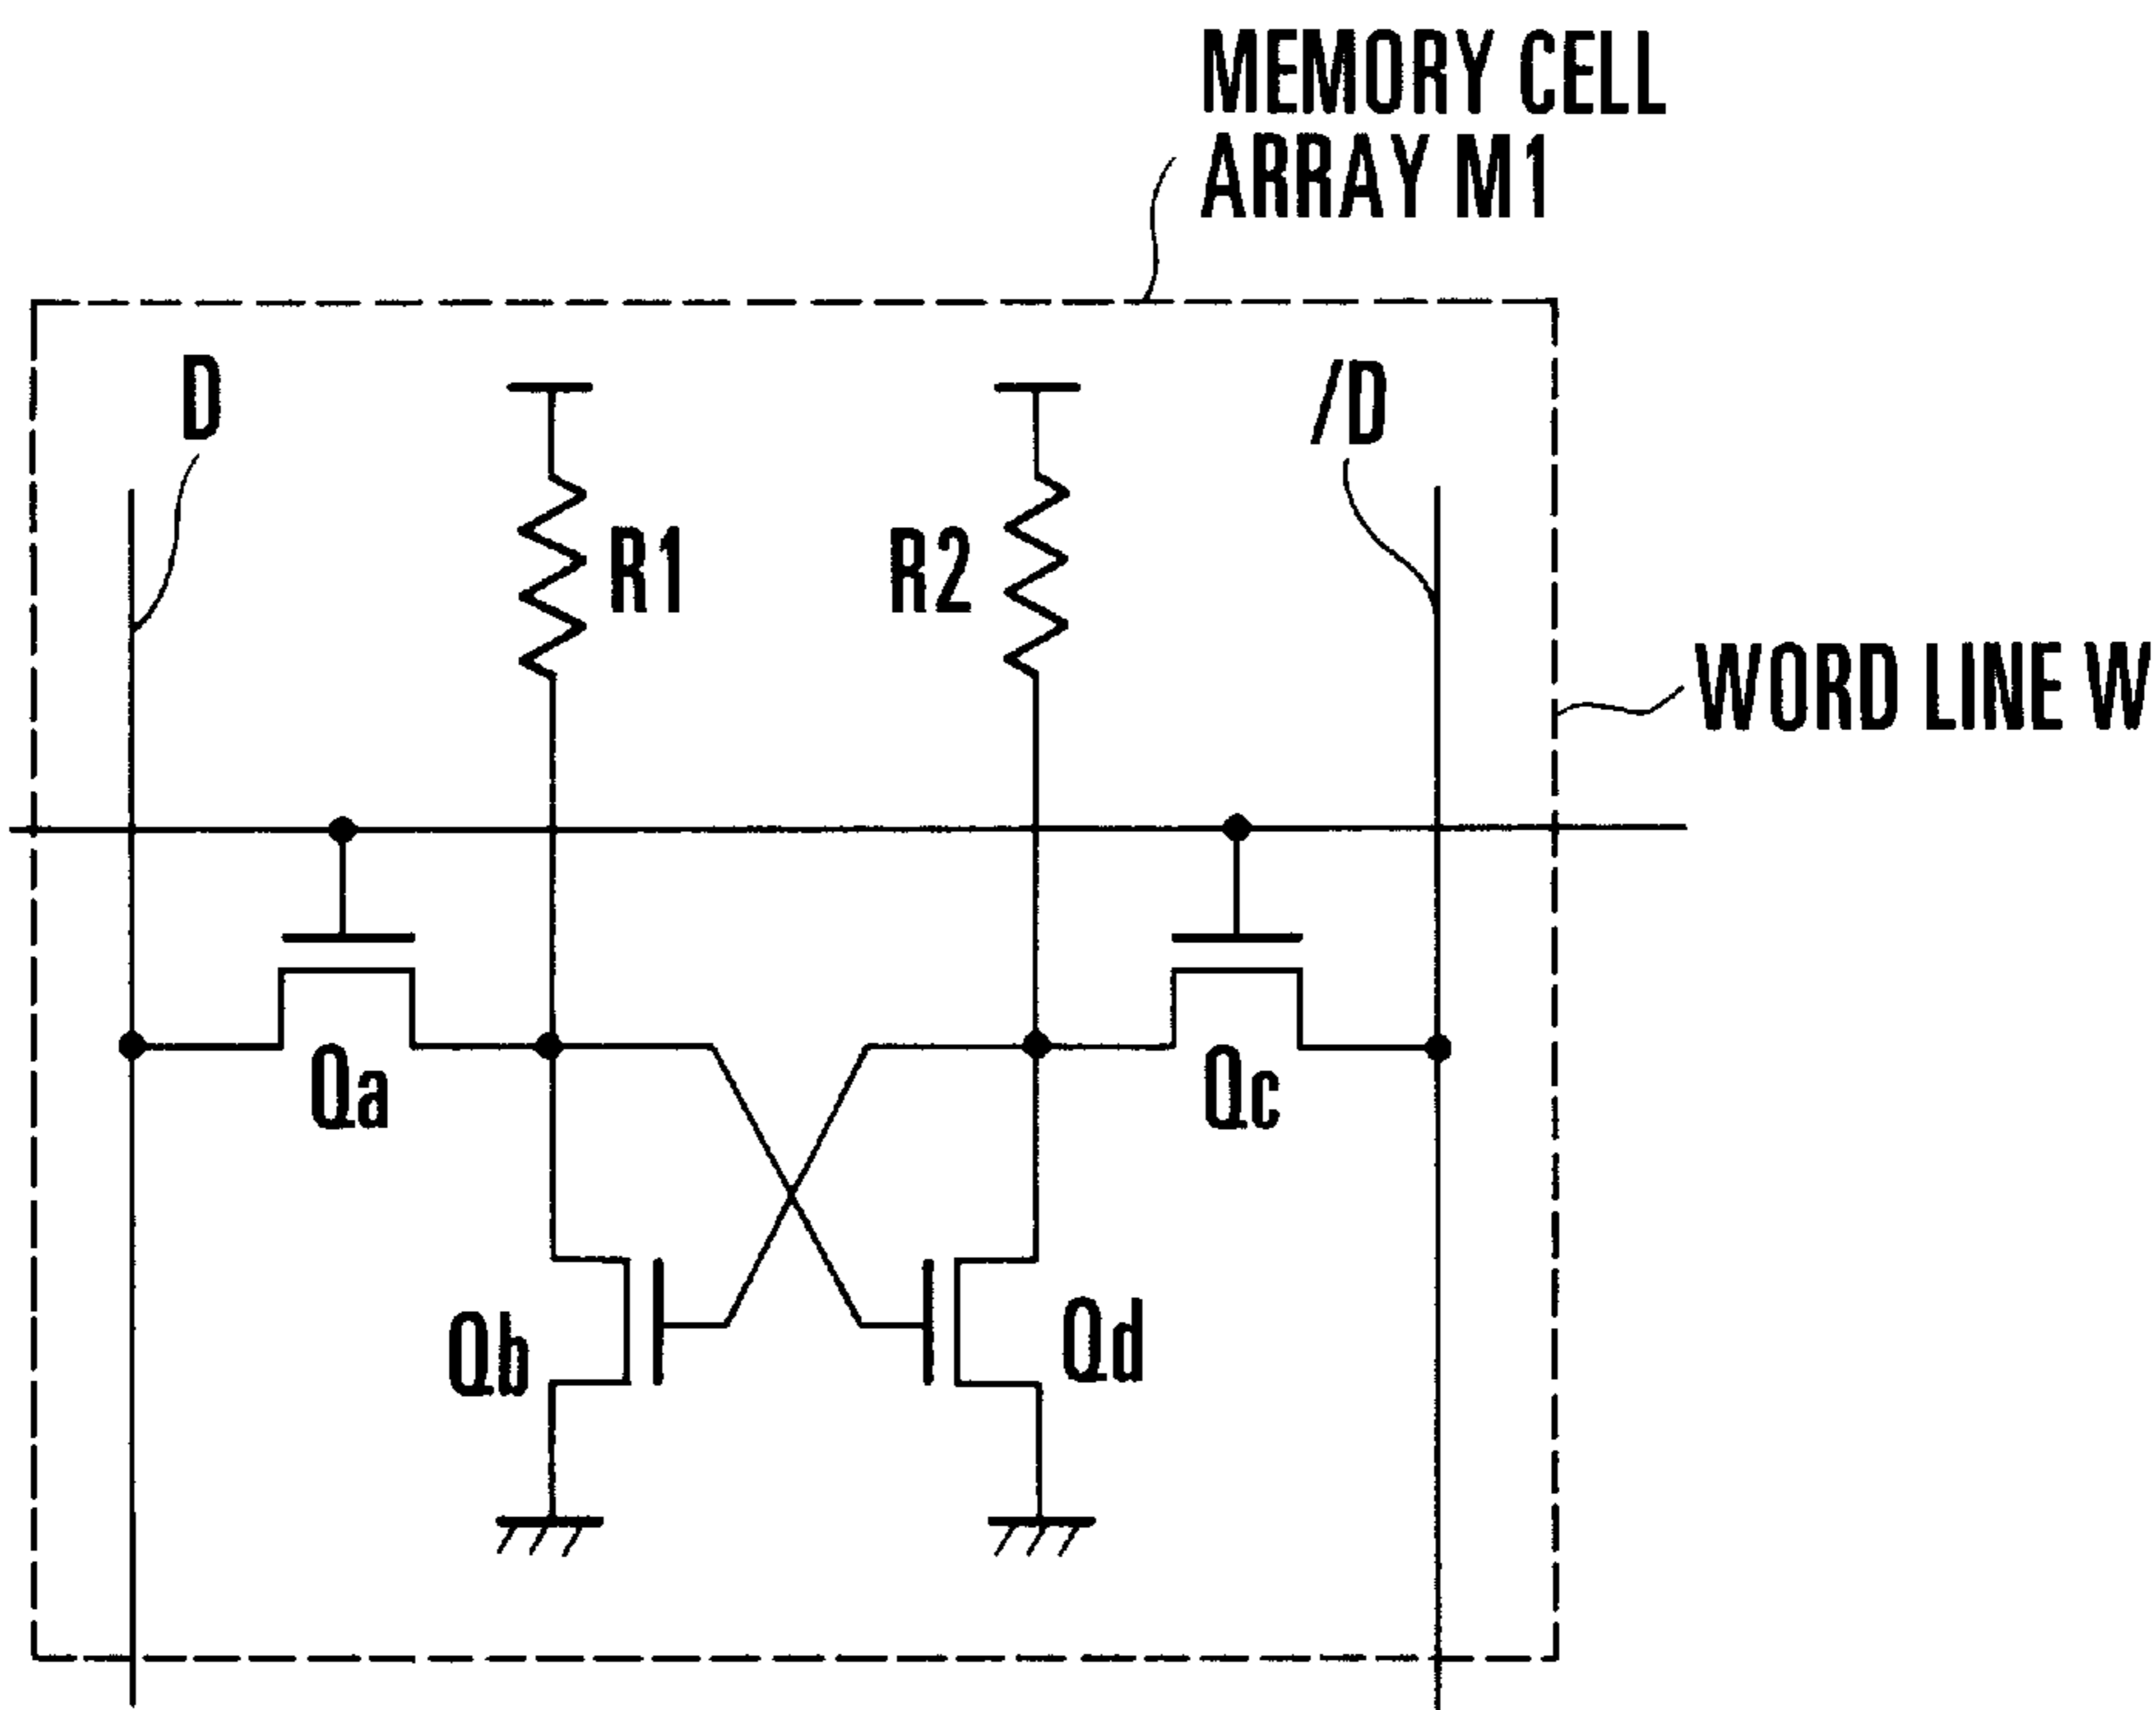 MEMORY CELL
ARRAY M1
D
/D
R1
R2
WORD LINE W
Qa
Qc
Qb
Qd